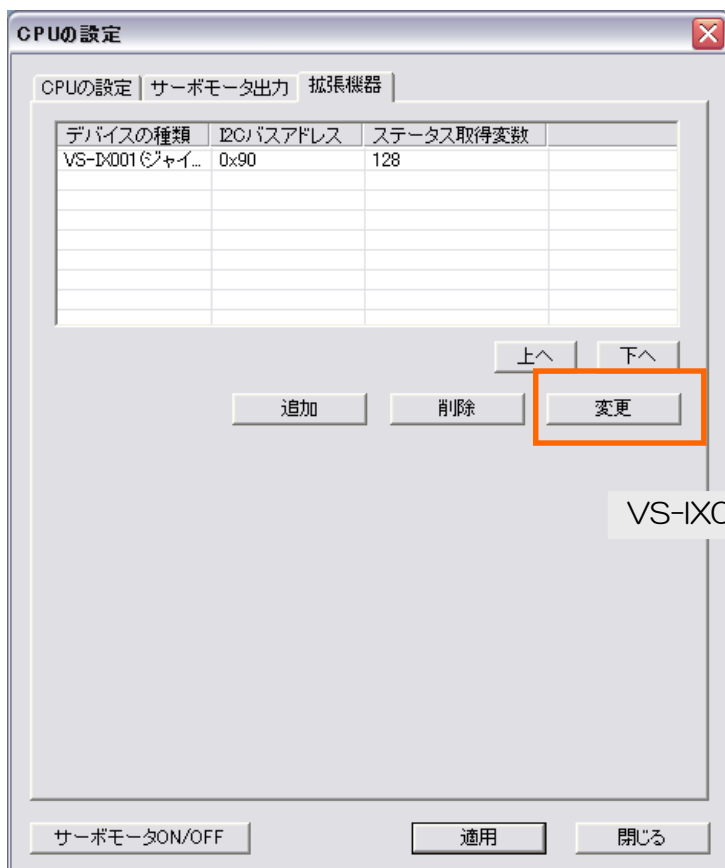 CPUの設定
CPUの設定 サーボモータ出力 拡張機器
デバイスの種類 I2Cバスアドレス ステータス取得変数
VS-IX001(ジャイ... 0x90 128
上へ 下へ
追加 削除 変更
VS-IX0
サーボモータON/OFF 適用 閉じる